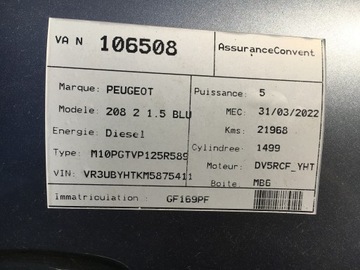 VA N 106508
AssuranceConvent
Marque: PEUGEOT
Puissance: 5
Modele: 208 2 1.5 BLU
MEC: 31/03/2022
Energie: Diesel
Kms: 21968
Type: M10PGTVP125R589
Cylindree: 1499
VIN: VR3UBYHTKM5875411
Moteur: DV5RCF_YHT
Boite: MB6
immatriculation: GF169PF